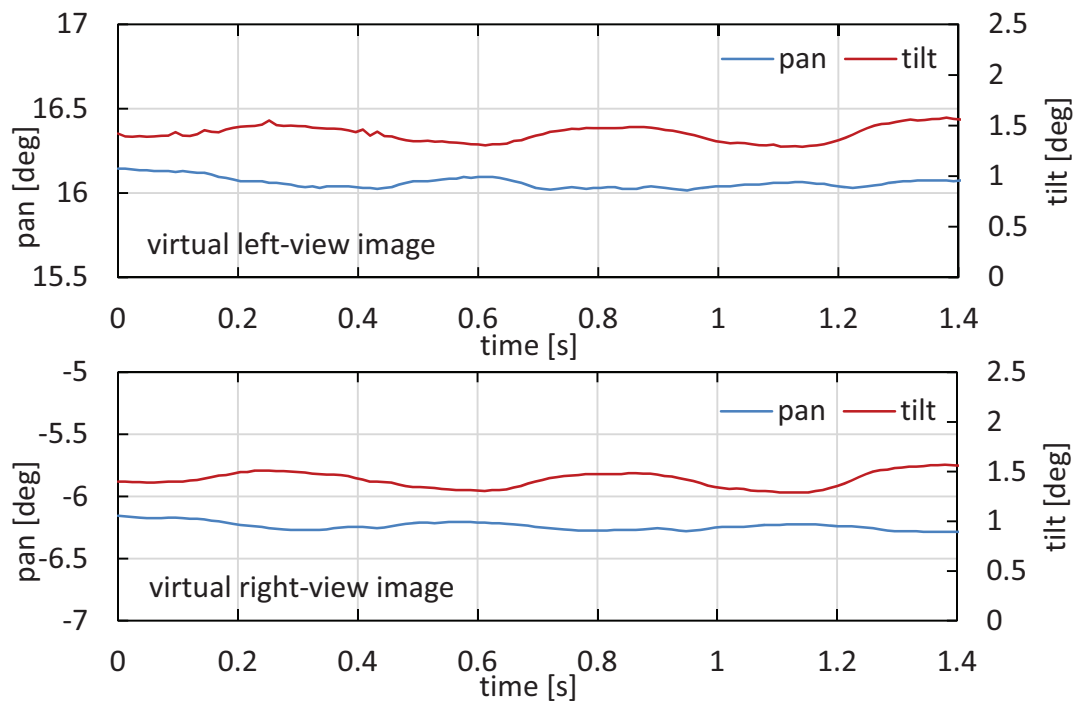 17
16.5
16
15.5
pan [deg]
pan tilt
virtual left-view image
2.5
2
1.5
1
0.5
0
tilt [deg]
0 0.2 0.4 0.6 0.8 1 1.2 1.4
time [s]
-5
-5.5
-6
-6.5
-7
pan [deg]
pan tilt
virtual right-view image
2.5
2
1.5
1
0.5
0
tilt [deg]
0 0.2 0.4 0.6 0.8 1 1.2 1.4
time [s]